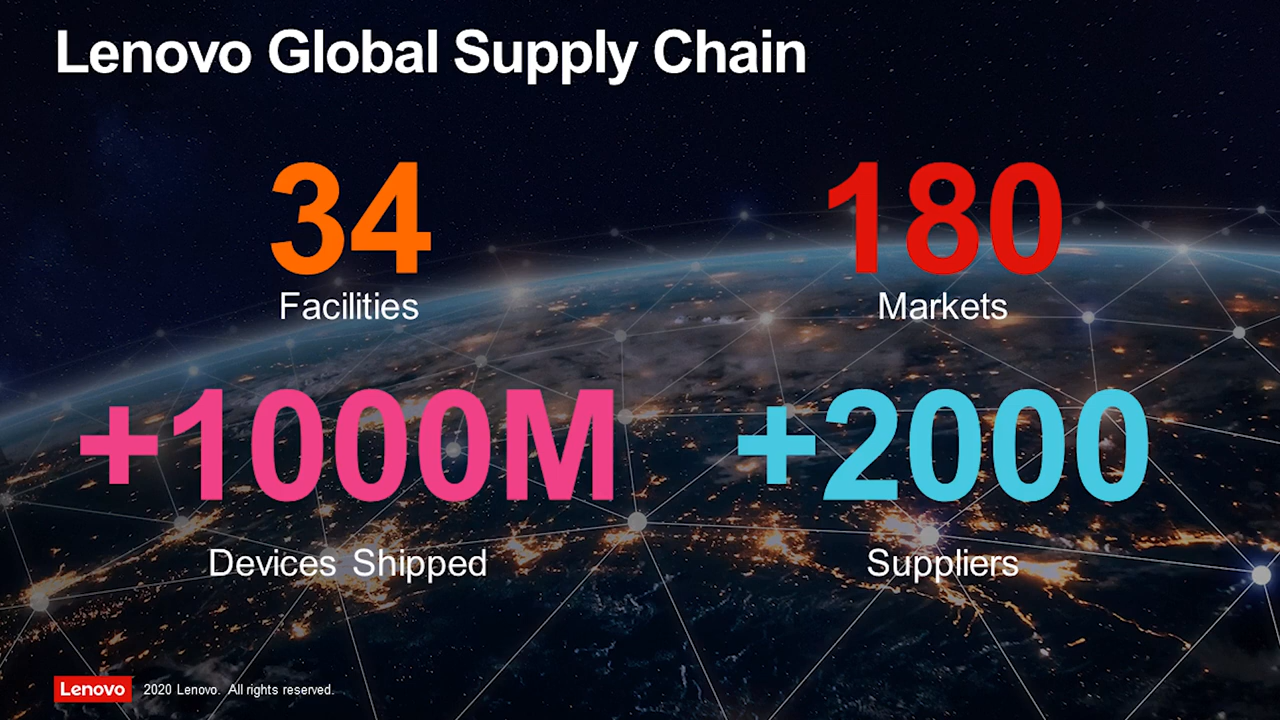 Lenovo Global Supply Chain
34
Facilities
180
Markets
+1000M
Devices Shipped
+2000
Suppliers
Lenovo 2020 Lenovo. All rights reserved.